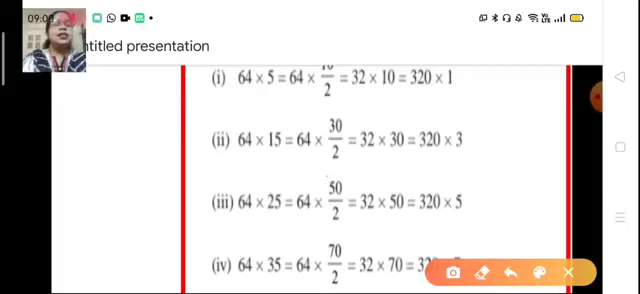 09:00
ntitled presentation
(i) 64 × 5 = 64 × 10/2 = 32 × 10 = 320 × 1
(ii) 64 × 15 = 64 × 30/2 = 32 × 30 = 320 × 3
(iii) 64 × 25 = 64 × 50/2 = 32 × 50 = 320 × 5
(iv) 64 × 35 = 64 × 70/2 = 32 × 70 = 32